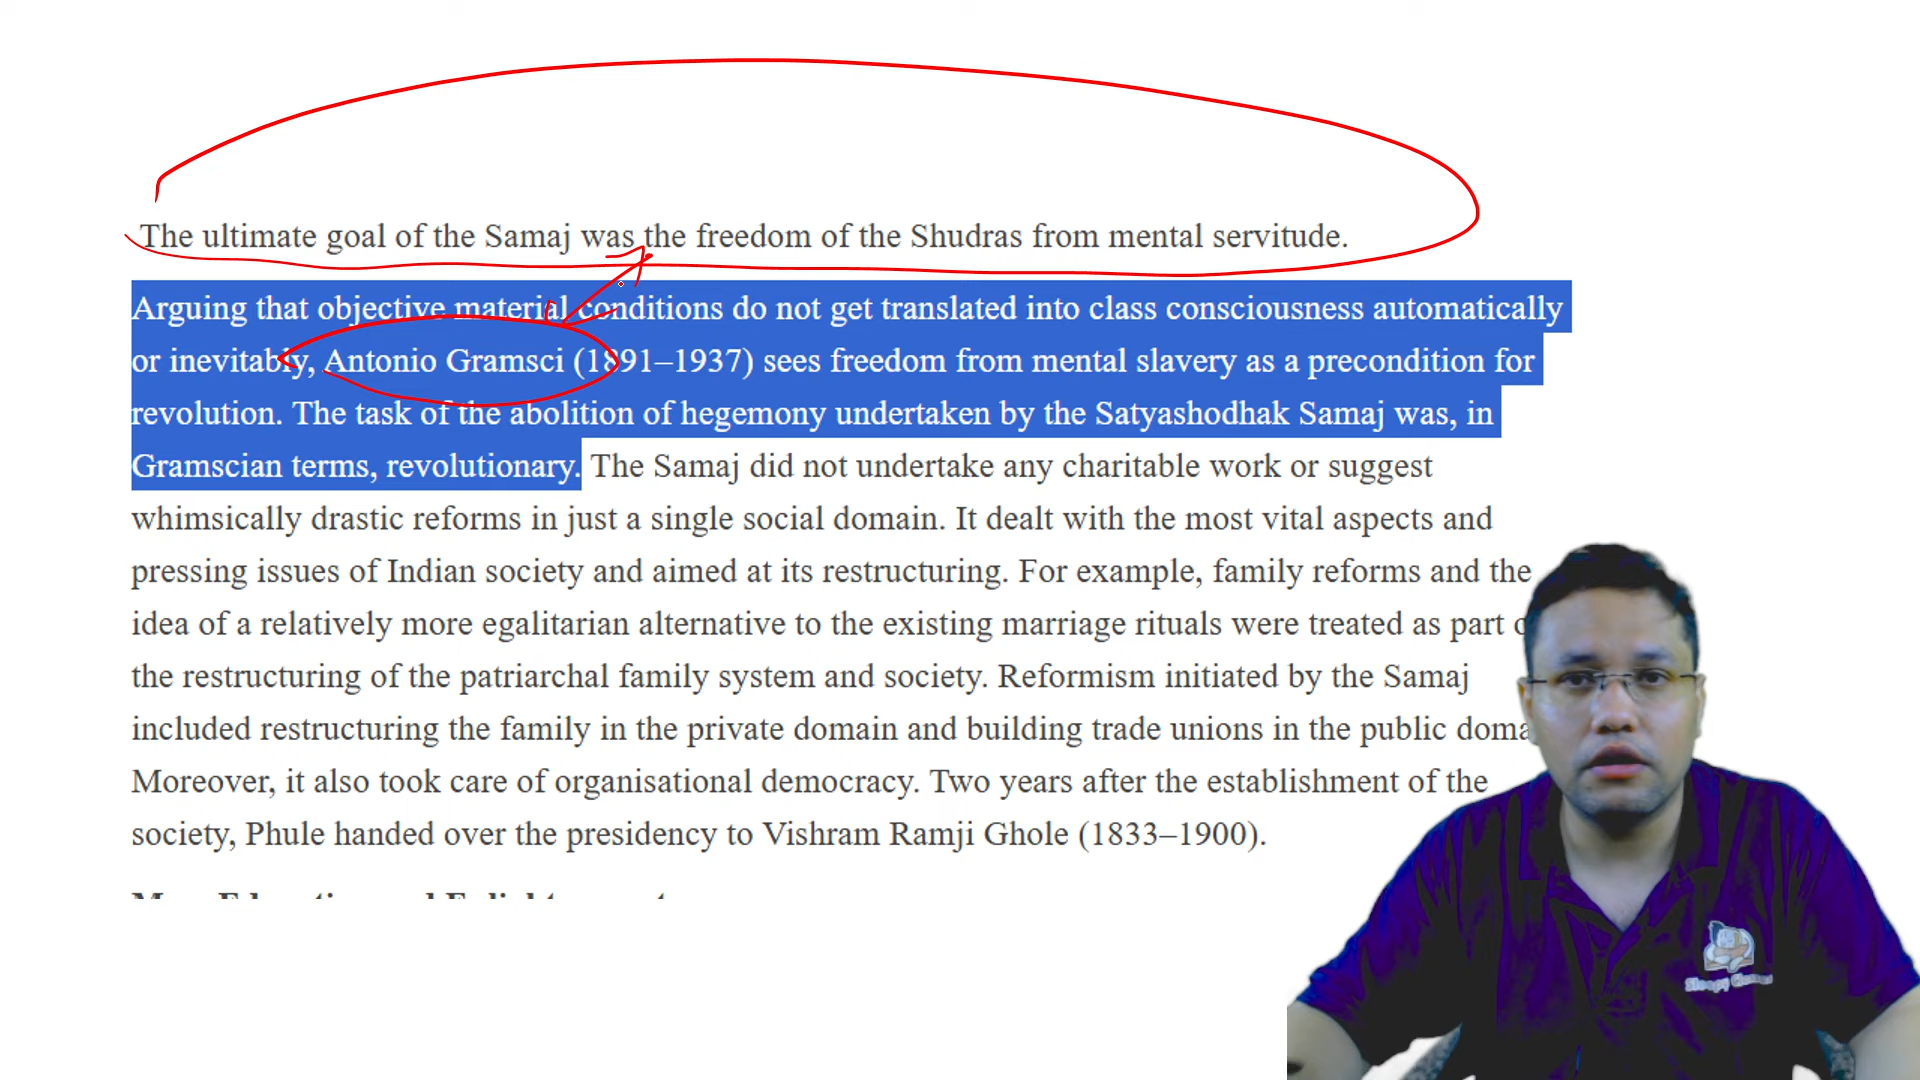 The ultimate goal of the Samaj was the freedom of the Shudras from mental servitude.
Arguing that objective material conditions do not get translated into class consciousness automatically
or inevitably, Antonio Gramsci (1891–1937) sees freedom from mental slavery as a precondition for
revolution. The task of the abolition of hegemony undertaken by the Satyashodhak Samaj was, in
Gramscian terms, revolutionary. The Samaj did not undertake any charitable work or suggest
whimsically drastic reforms in just a single social domain. It dealt with the most vital aspects and
pressing issues of Indian society and aimed at its restructuring. For example, family reforms and the
idea of a relatively more egalitarian alternative to the existing marriage rituals were treated as part
the restructuring of the patriarchal family system and society. Reformism initiated by the Samaj
included restructuring the family in the private domain and building trade unions in the public
Moreover, it also took care of organisational democracy. Two years after the establishment of the
society, Phule handed over the presidency to Vishram Ramji Ghole (1833–1900).
Sleepy Classes